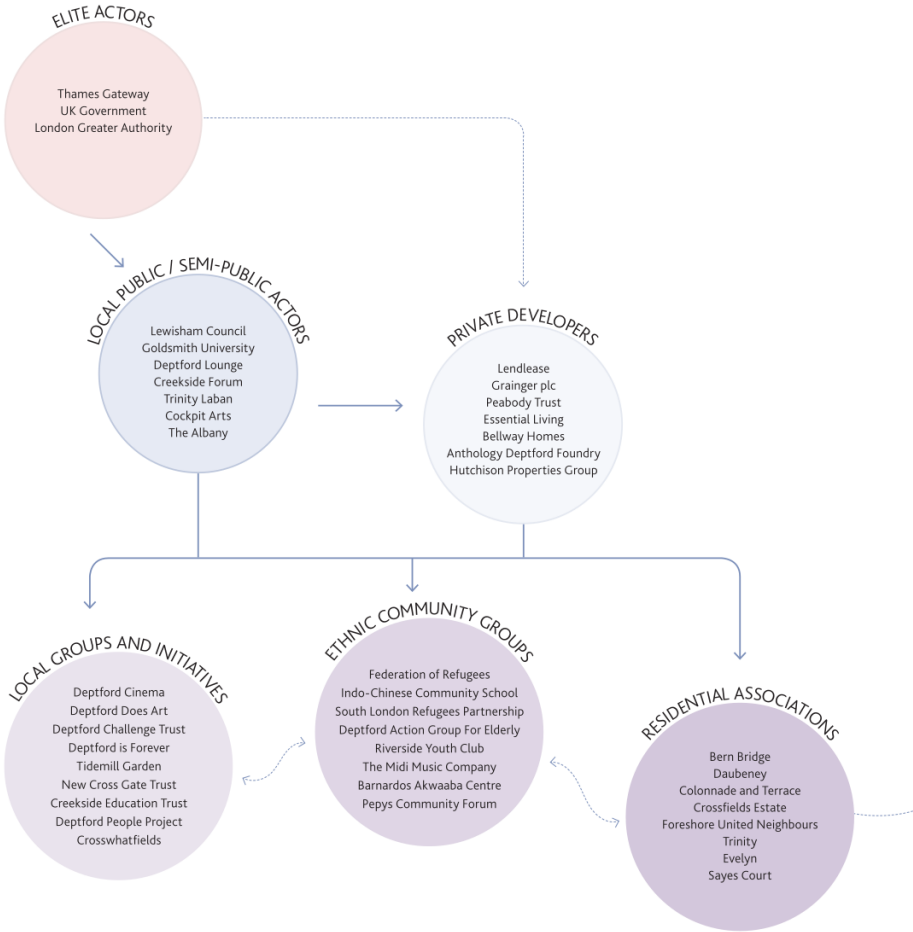 ELITE ACTORS
Thames Gateway
UK Government
London Greater Authority
LOCAL PUBLIC / SEMI-PUBLIC ACTORS
Lewisham Council
Goldsmith University
Deptford Lounge
Creekside Forum
Trinity Laban
Cockpit Arts
The Albany
PRIVATE DEVELOPERS
Lendlease
Grainger plc
Peabody Trust
Essential Living
Bellway Homes
Anthology Deptford Foundry
Hutchison Properties Group
LOCAL GROUPS AND INITIATIVES
Deptford Cinema
Deptford Does Art
Deptford Challenge Trust
Deptford is Forever
Tidemill Garden
New Cross Gate Trust
Creekside Education Trust
Deptford People Project
Crosswhatfields
ETHNIC COMMUNITY GROUPS
Federation of Refugees
Indo-Chinese Community School
South London Refugees Partnership
Deptford Action Group For Elderly
Riverside Youth Club
The Midi Music Company
Barnardos Akwaaba Centre
Pepys Community Forum
RESIDENTIAL ASSOCIATIONS
Bern Bridge
Daubeney
Colonnade and Terrace
Crossfields Estate
Foreshore United Neighbours
Trinity
Evelyn
Sayes Court